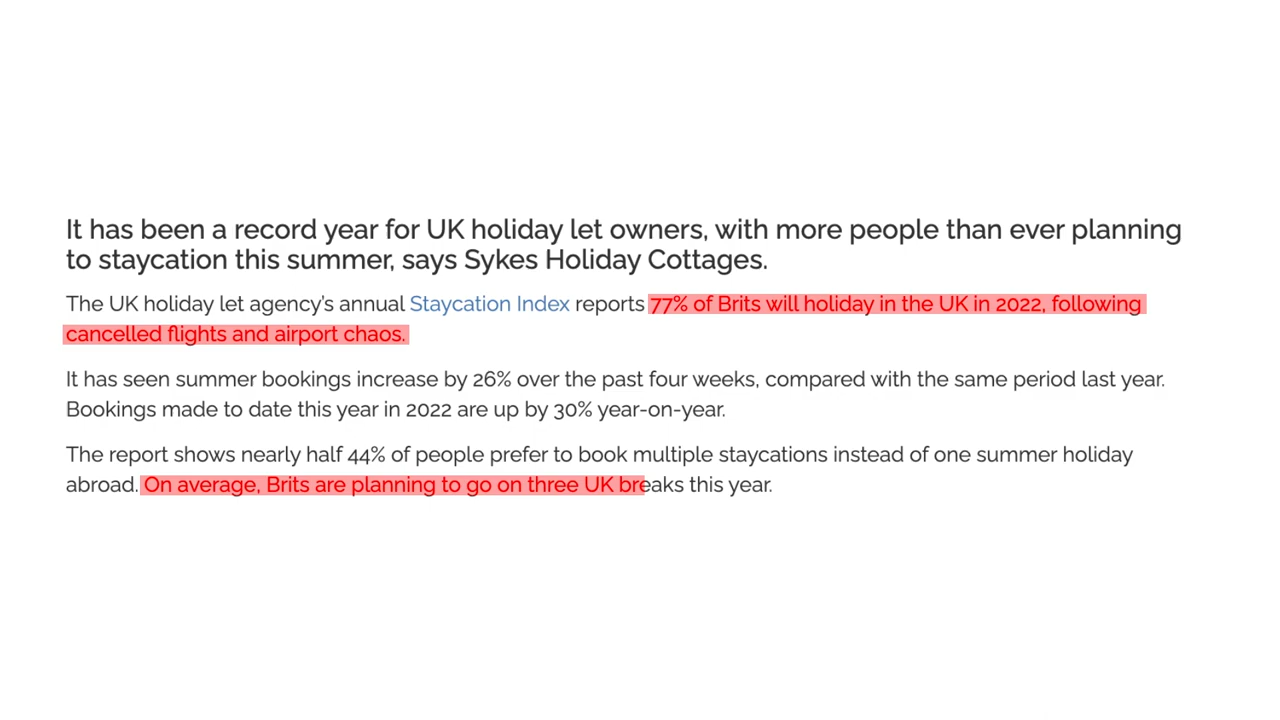 It has been a record year for UK holiday let owners, with more people than ever planning
to staycation this summer, says Sykes Holiday Cottages.
The UK holiday let agency's annual Staycation Index reports 77% of Brits will holiday in the UK in 2022, following
cancelled flights and airport chaos.
It has seen summer bookings increase by 26% over the past four weeks, compared with the same period last year.
Bookings made to date this year in 2022 are up by 30% year-on-year.
The report shows nearly half 44% of people prefer to book multiple staycations instead of one summer holiday
abroad. On average, Brits are planning to go on three UK breaks this year.